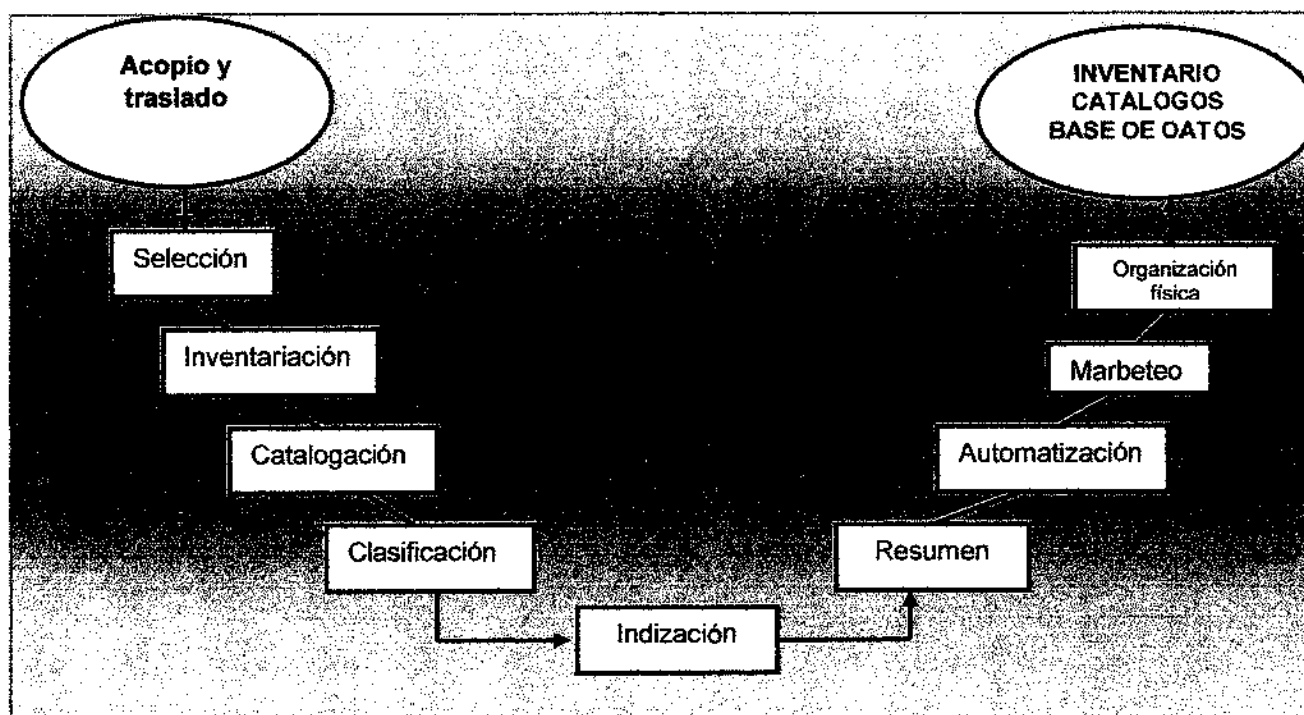 Acopio y
traslado
INVENTARIO
CATALOGOS
BASE OE OATOS
Selección
Organización
física
Inventariación
Marbeteo
Catalogación
Automatización
Clasificación
Resumen
Indización